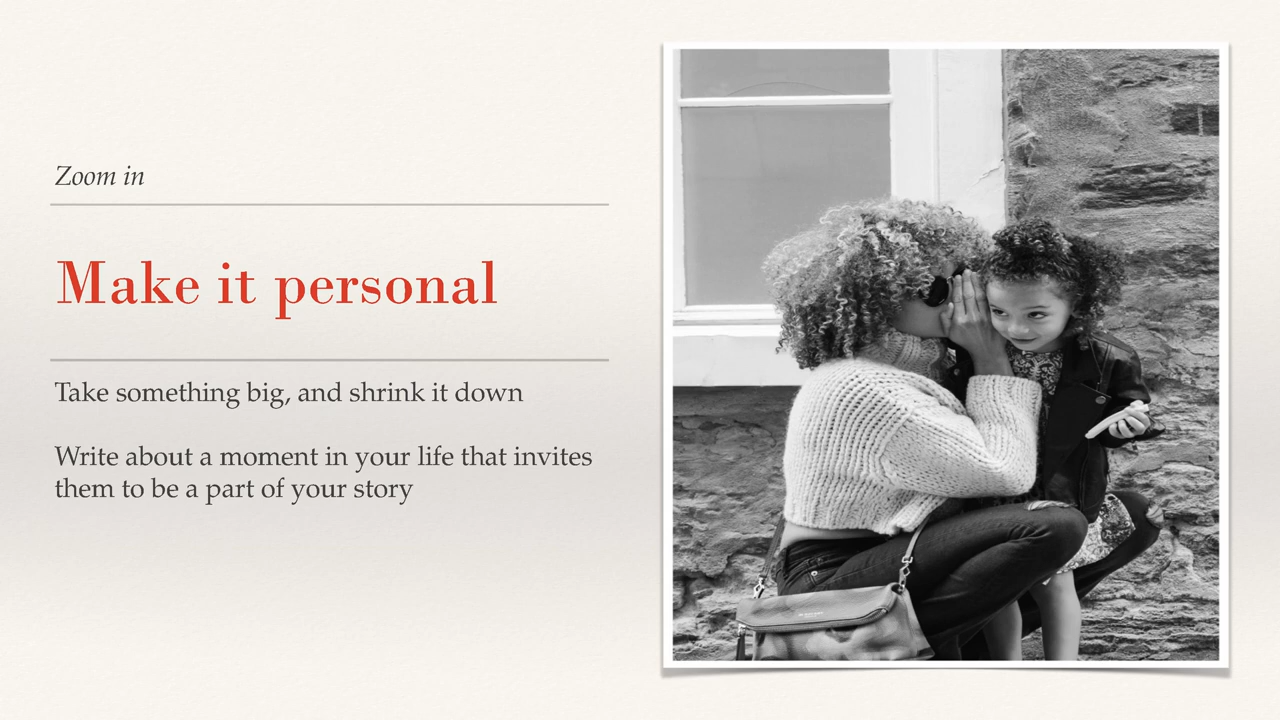 Zoom in
Make it personal
Take something big, and shrink it down
Write about a moment in your life that invites
them to be a part of your story